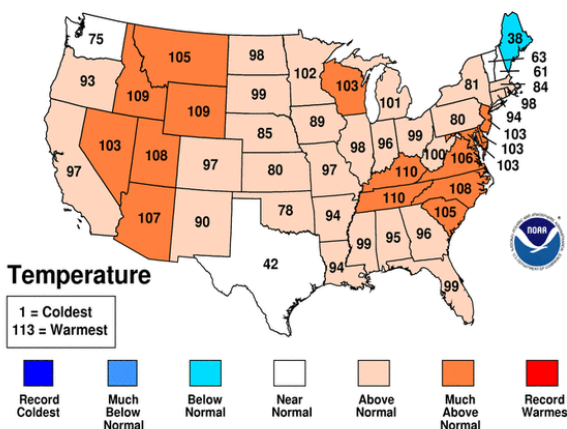 75
105
98
102
38
63
61
84
98
94
103
103
103
93
109
109
99
103
101
81
80
85
89
103
108
97
80
97
98
96
99
100
106
97
110
108
107
90
78
94
110
105
42
94
99
95
96
99
NOAA
Temperature
1 = Coldest
113 = Warmest
Record
Coldest
Much
Below
Normal
Below
Normal
Near
Normal
Above
Normal
Much
Above
Normal
Record
Warmes